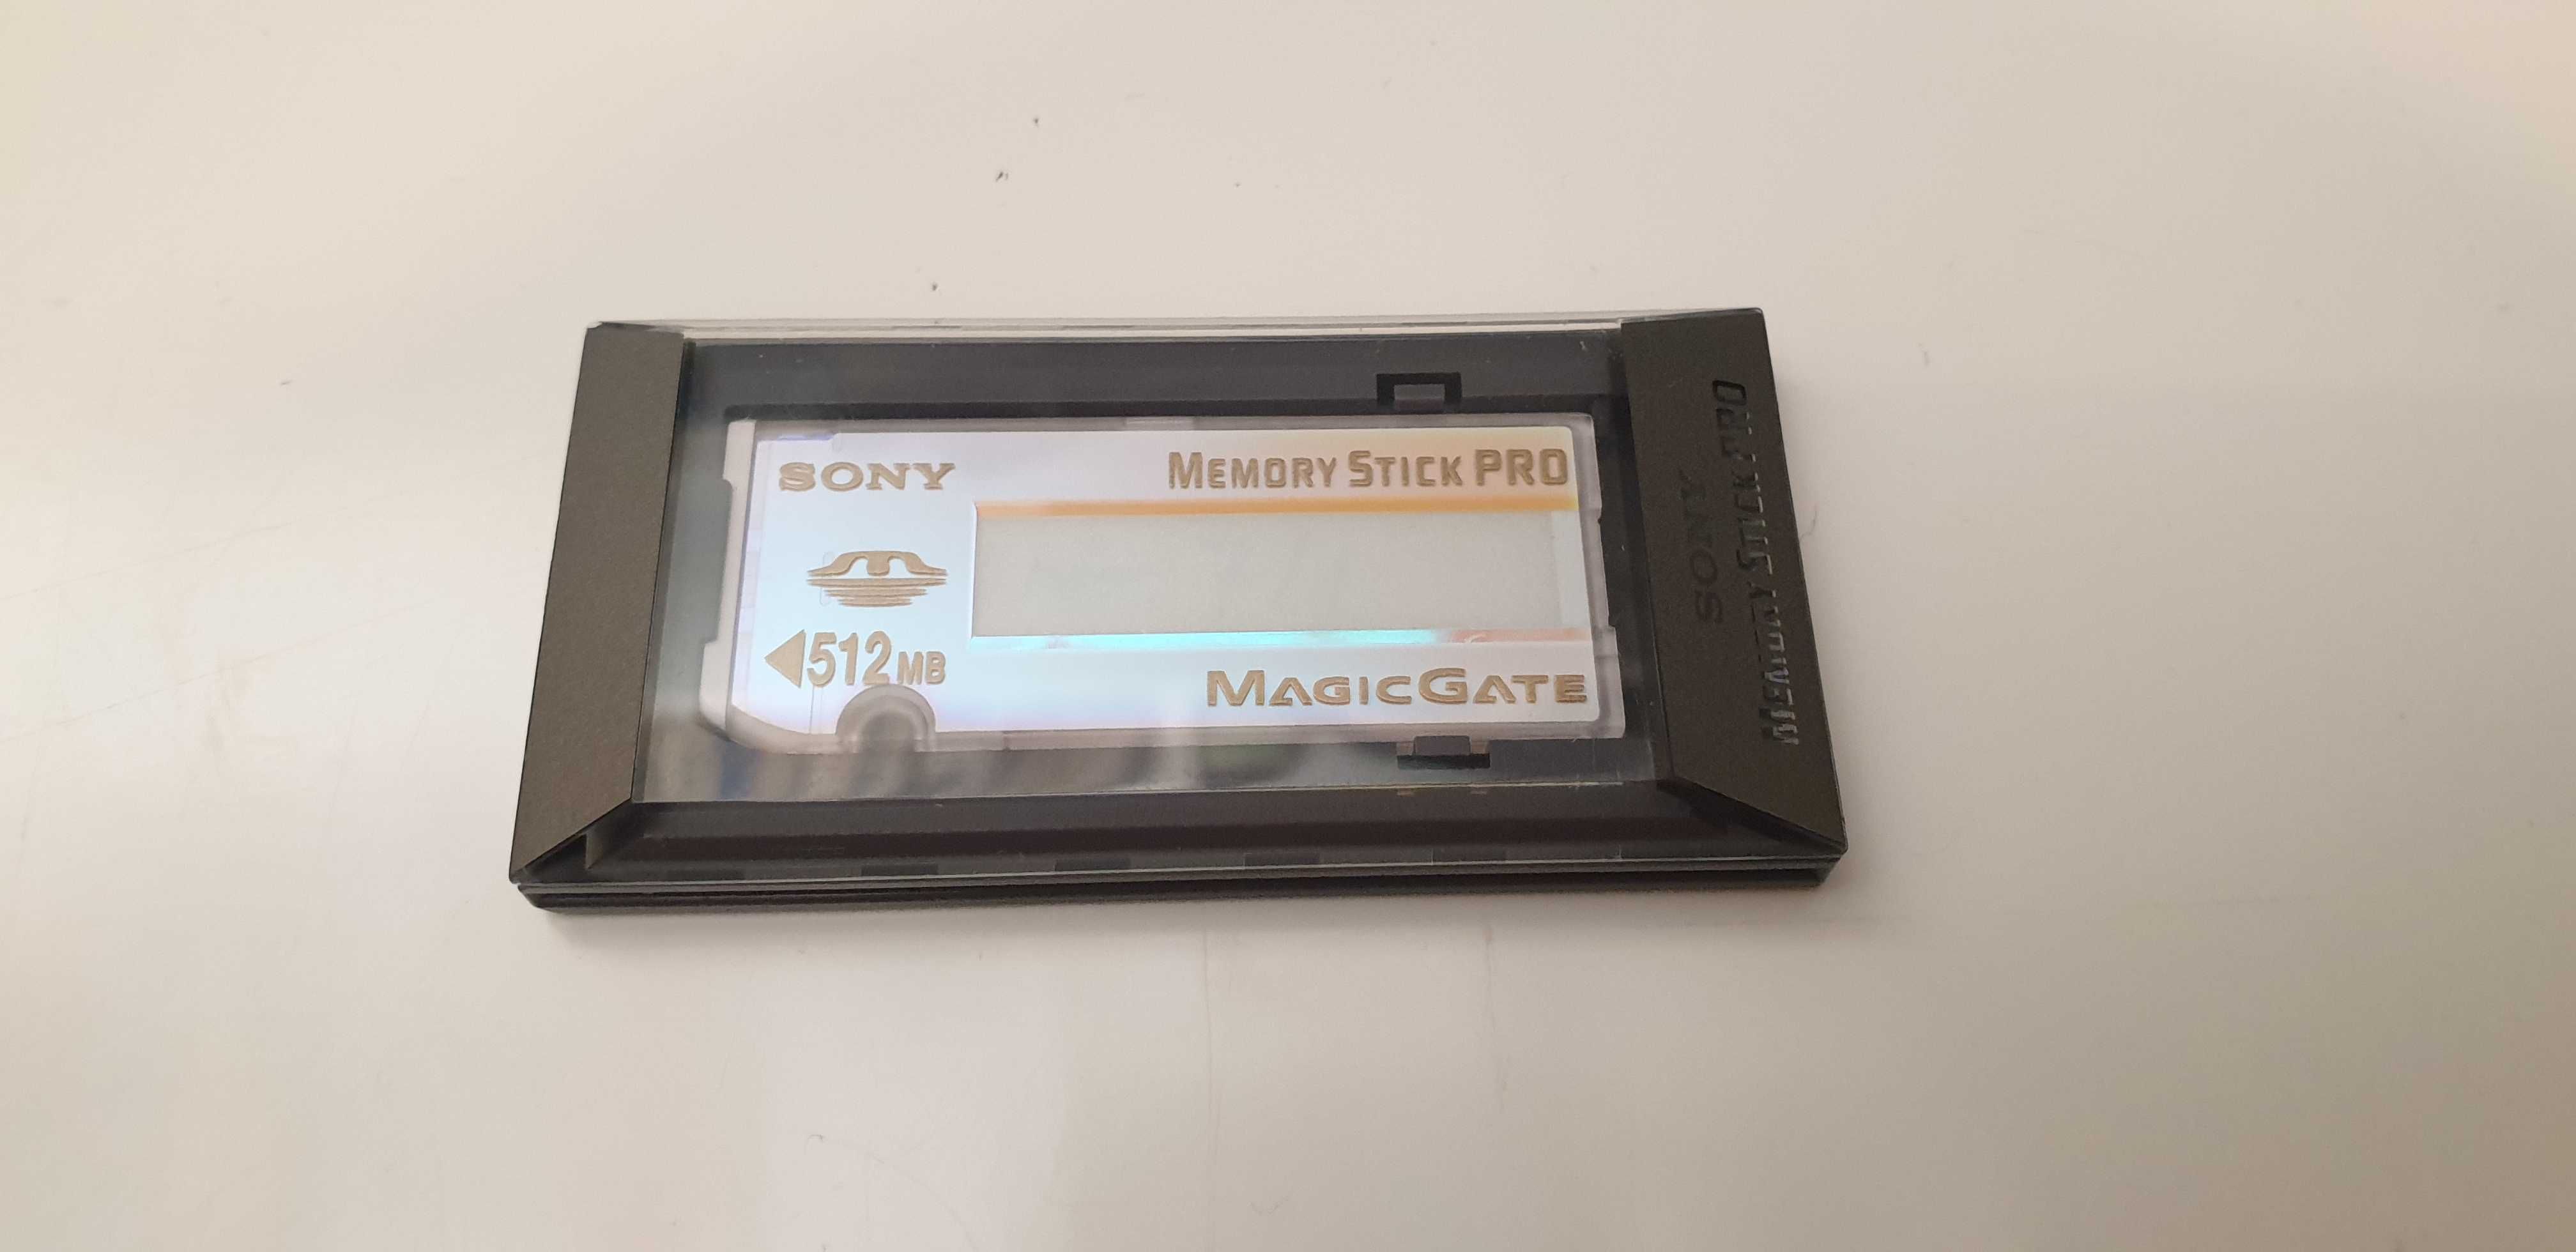 SONY
MEMORY STICK PRO
512MB
MAGICGATE
SONY
MEMORY STICK PRO